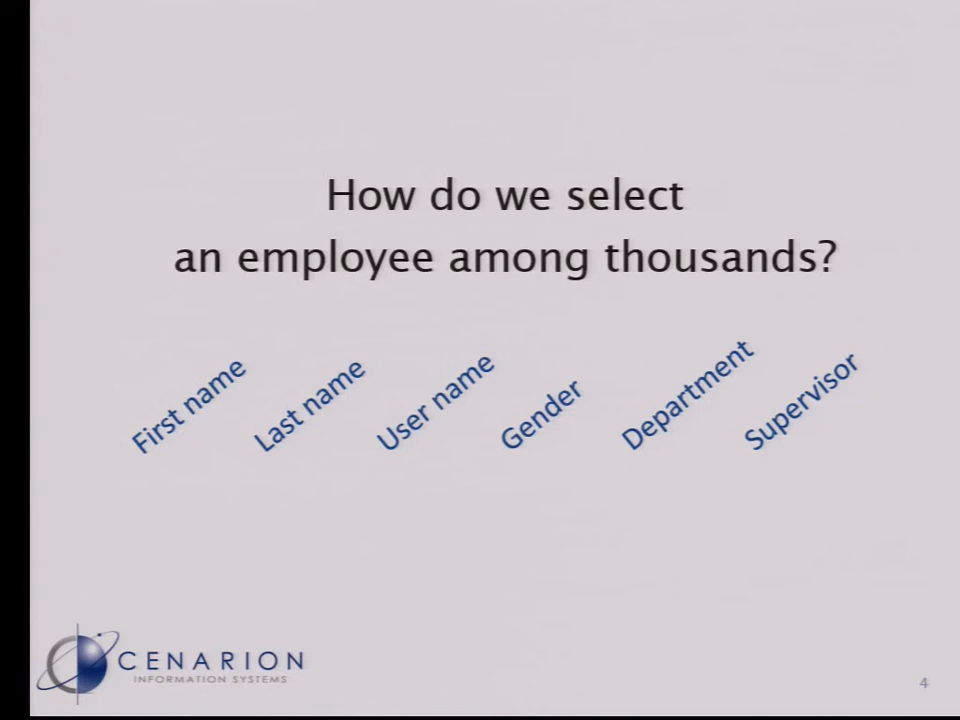 How do we select
an employee among thousands?
First name
Last name
User name
Gender
Department
Supervisor
CENARION
INFORMATION SYSTEMS
4